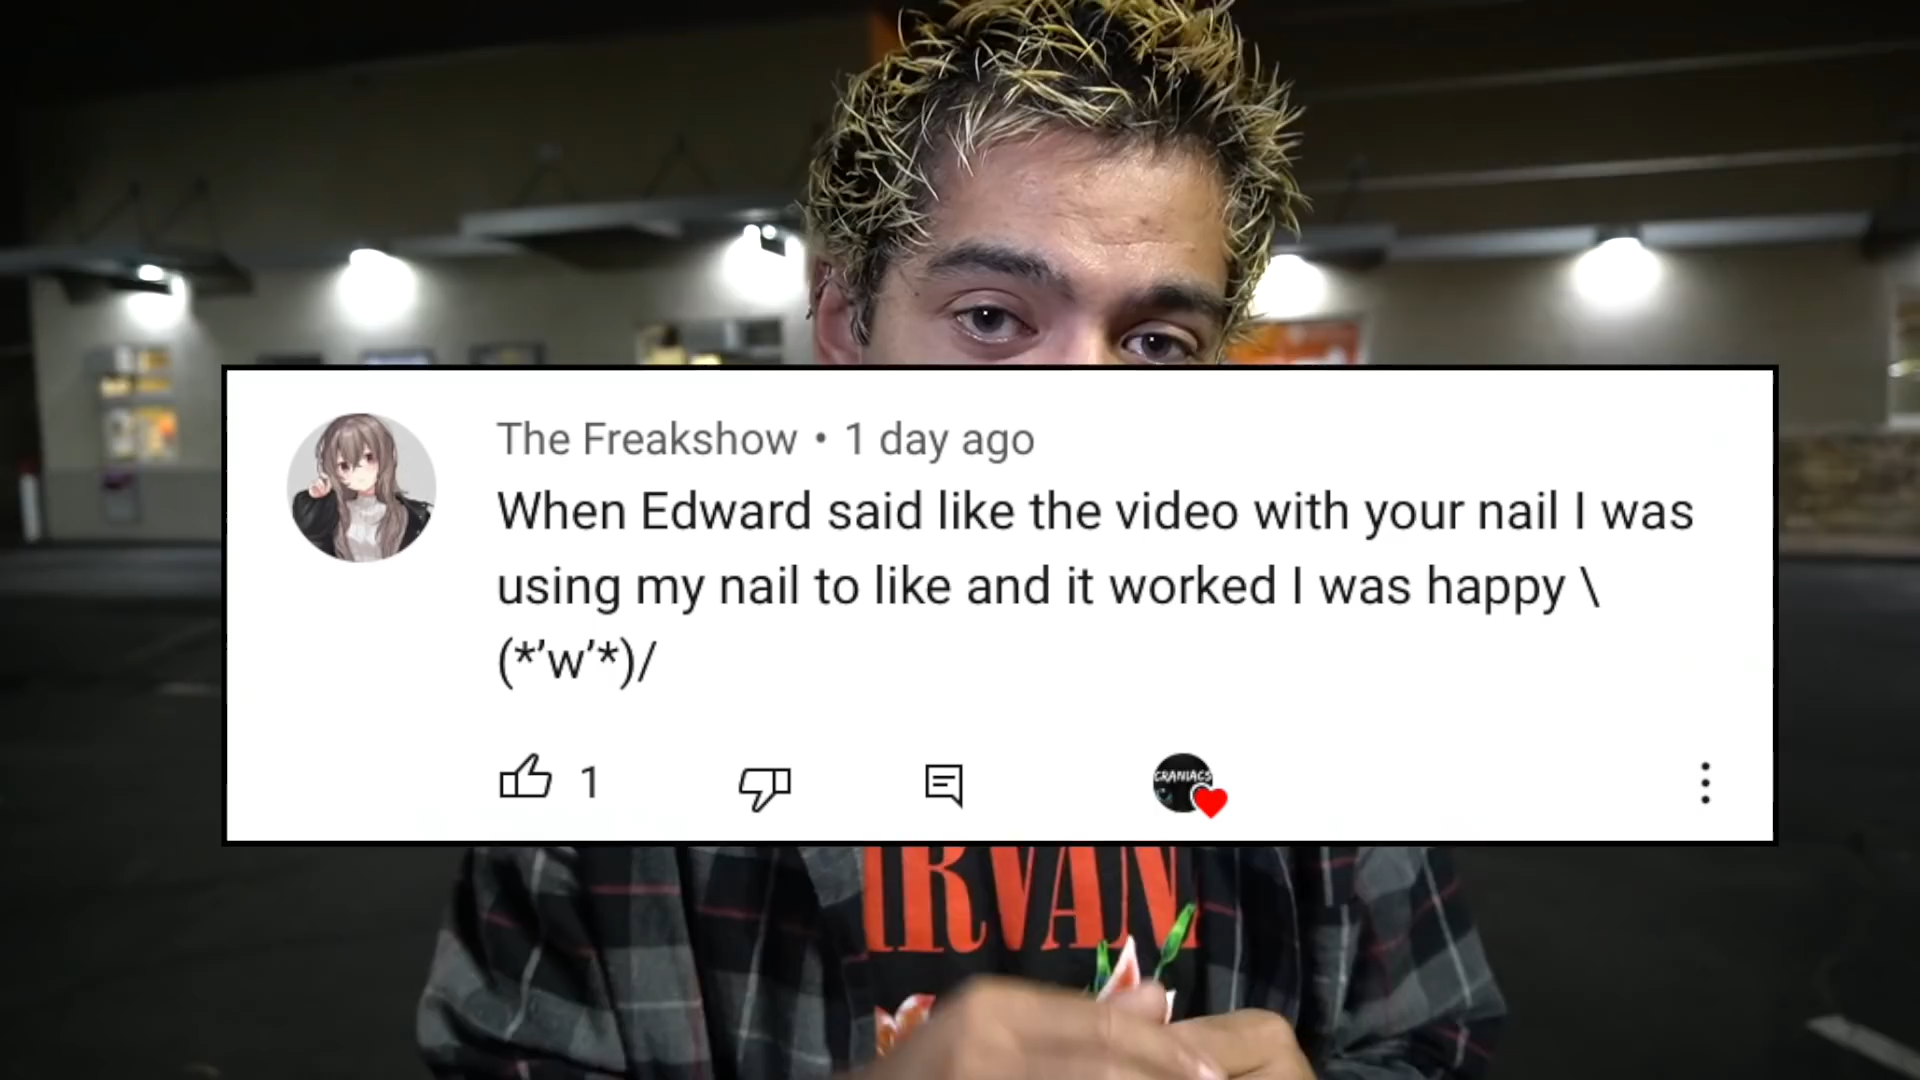 The Freakshow • 1 day ago
When Edward said like the video with your nail I was
using my nail to like and it worked I was happy \
(*’w’*)/
1
CRANIACS
IRVAN